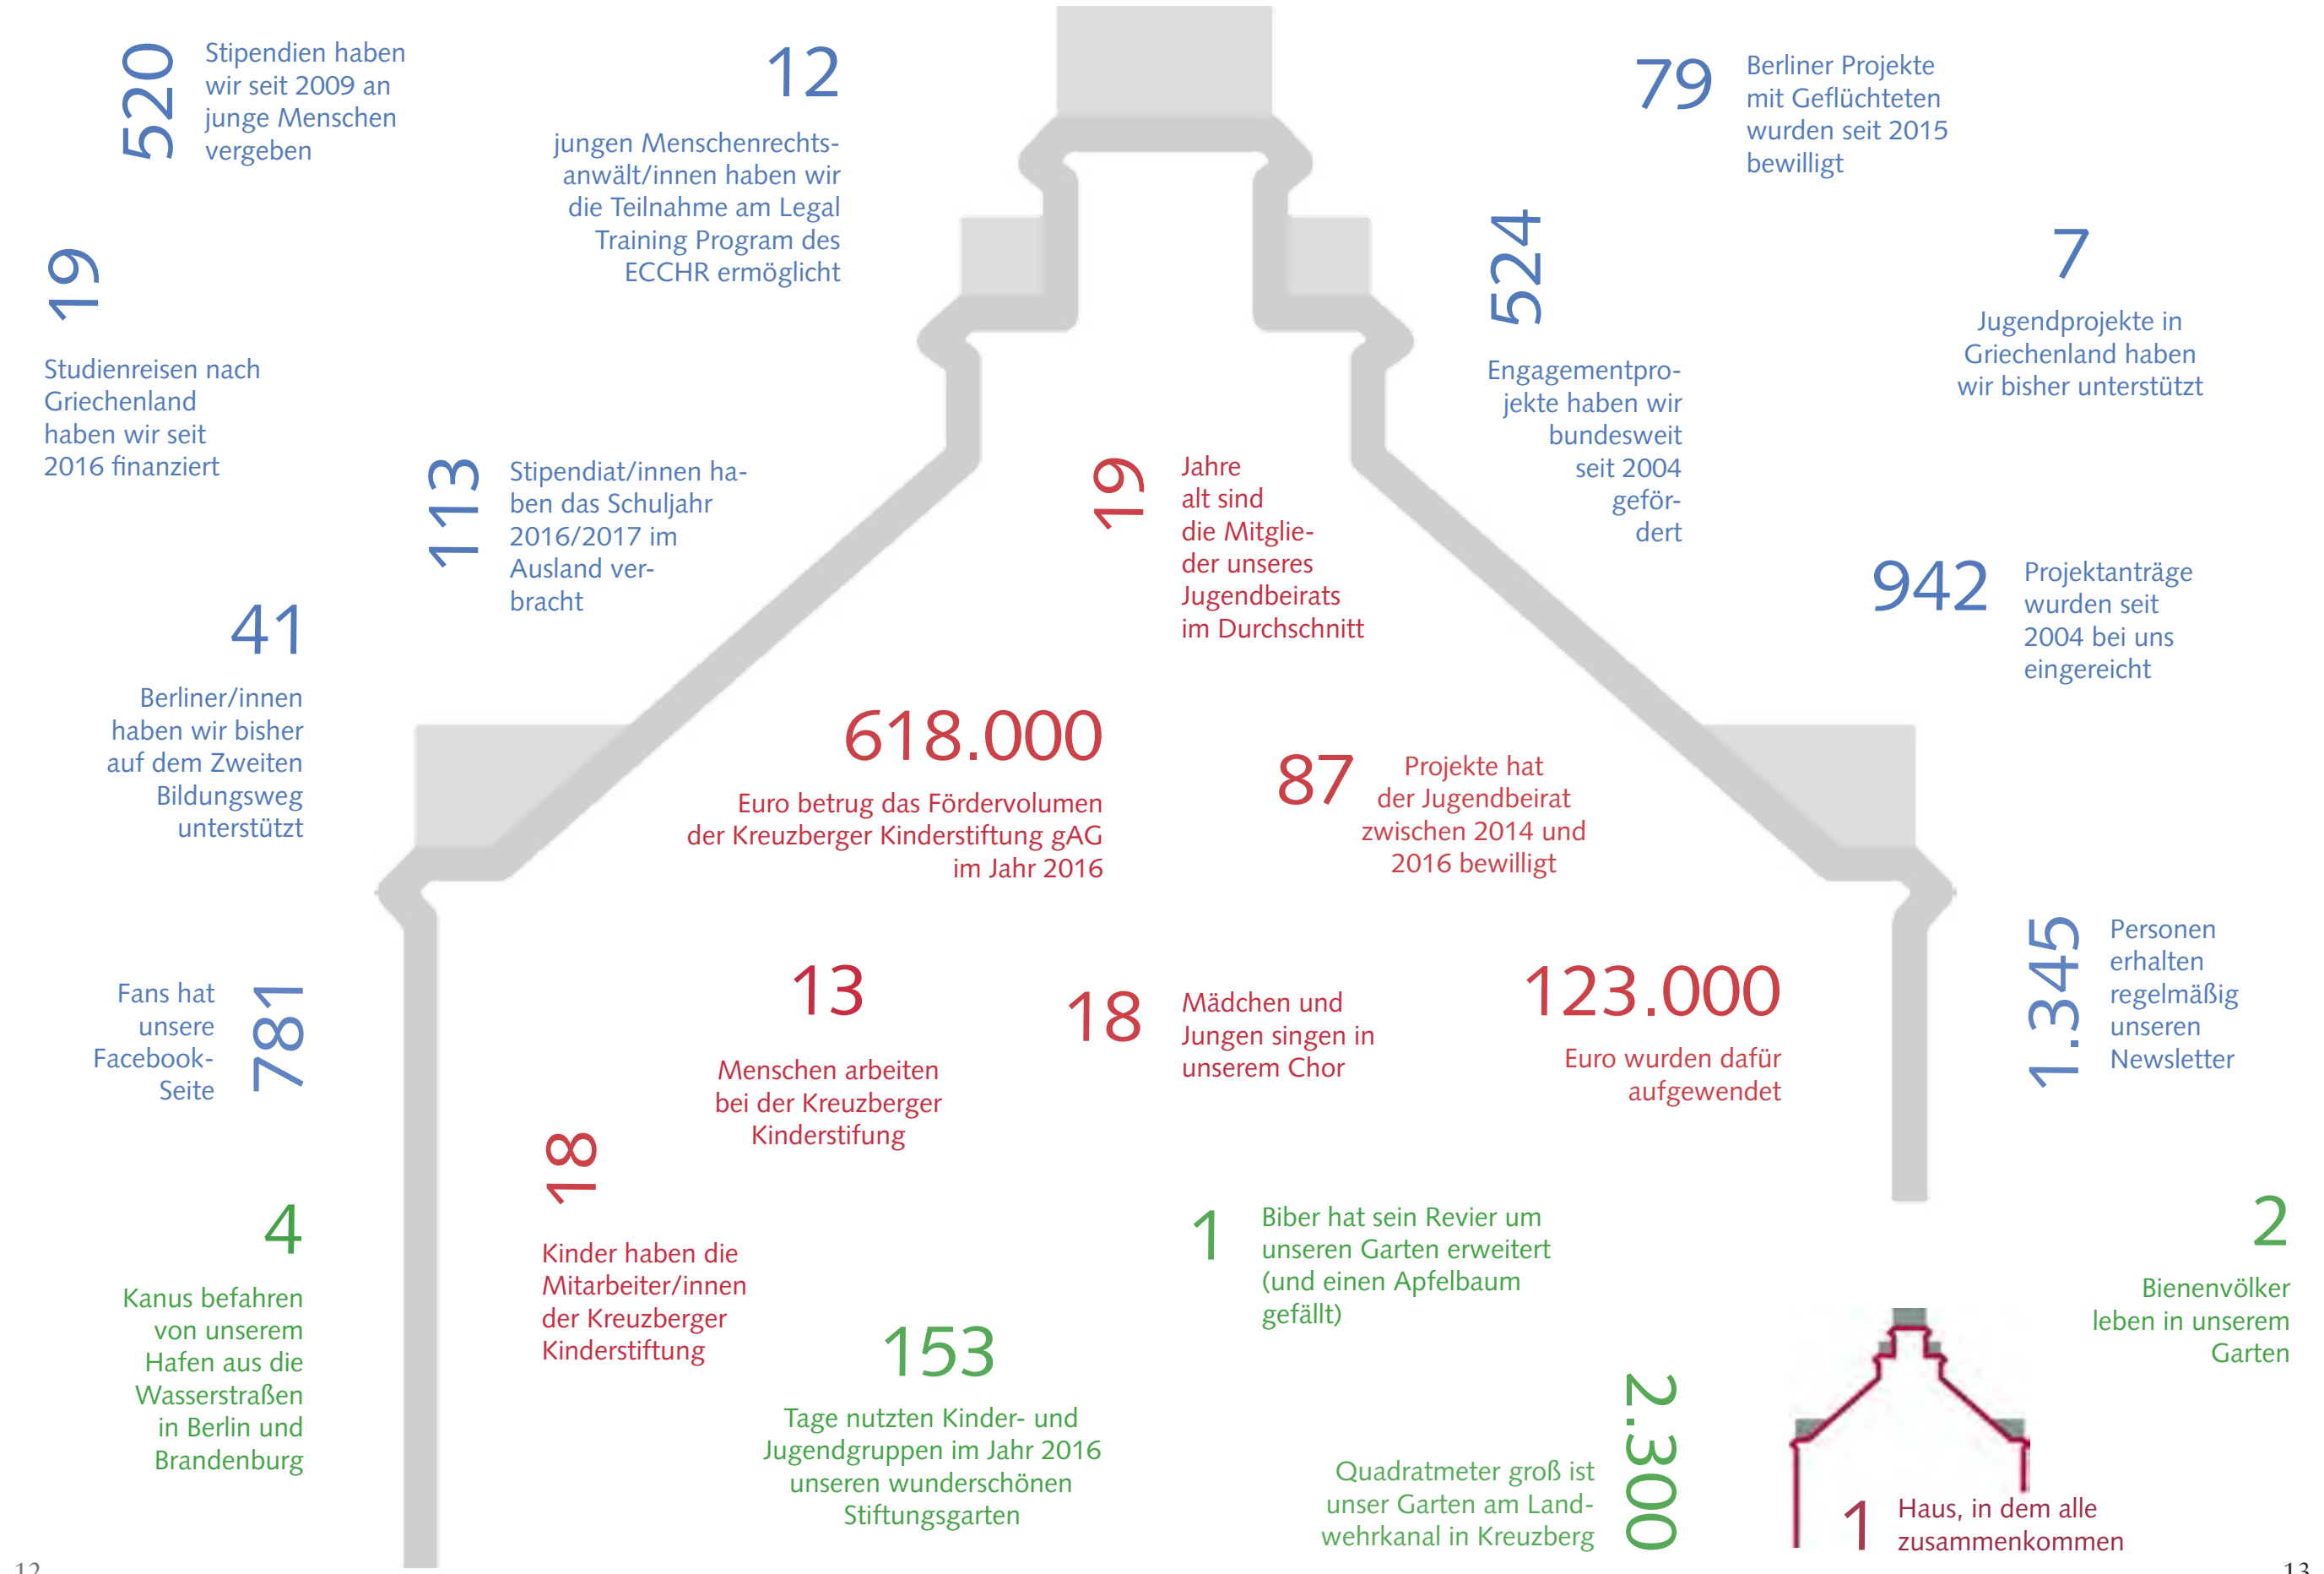 520
Stipendien haben
wir seit 2009 an
junge Menschen
vergeben
12
jungen Menschenrechts-
anwält/innen haben wir
die Teilnahme am Legal
Training Program des
ECCHR ermöglicht
79
Berliner Projekte
mit Geflüchteten
wurden seit 2015
bewilligt
19
Studienreisen nach
Griechenland
haben wir seit
2016 finanziert
524
Engagementpro-
jekte haben wir
bundesweit
seit 2004
geför-
dert
7
Jugendprojekte in
Griechenland haben
wir bisher unterstützt
113
Stipendiat/innen ha-
ben das Schuljahr
2016/2017 im
Ausland ver-
bracht
19
Jahre
alt sind
die Mitglie-
der unseres
Jugendbeirats
im Durchschnitt
942
Projektanträge
wurden seit
2004 bei uns
eingereicht
41
Berliner/innen
haben wir bisher
auf dem Zweiten
Bildungsweg
unterstützt
618.000
Euro betrug das Fördervolumen
der Kreuzberger Kinderstiftung gAG
im Jahr 2016
87
Projekte hat
der Jugendbeirat
zwischen 2014 und
2016 bewilligt
781
Fans hat
unsere
Facebook-
Seite
13
Menschen arbeiten
bei der Kreuzberger
Kinderstifung
18
Mädchen und
Jungen singen in
unserem Chor
123.000
Euro wurden dafür
aufgewendet
1.345
Personen
erhalten
regelmäßig
unseren
Newsletter
4
Kanus befahren
von unserem
Hafen aus die
Wasserstraßen
in Berlin und
Brandenburg
18
Kinder haben die
Mitarbeiter/innen
der Kreuzberger
Kinderstiftung
153
Tage nutzten Kinder- und
Jugendgruppen im Jahr 2016
unseren wunderschönen
Stiftungsgarten
1
Biber hat sein Revier um
unseren Garten erweitert
(und einen Apfelbaum
gefällt)
2
Bienenvölker
leben in unserem
Garten
2.300
Quadratmeter groß ist
unser Garten am Land-
wehrkanal in Kreuzberg
1
Haus, in dem alle
zusammenkommen
12
13